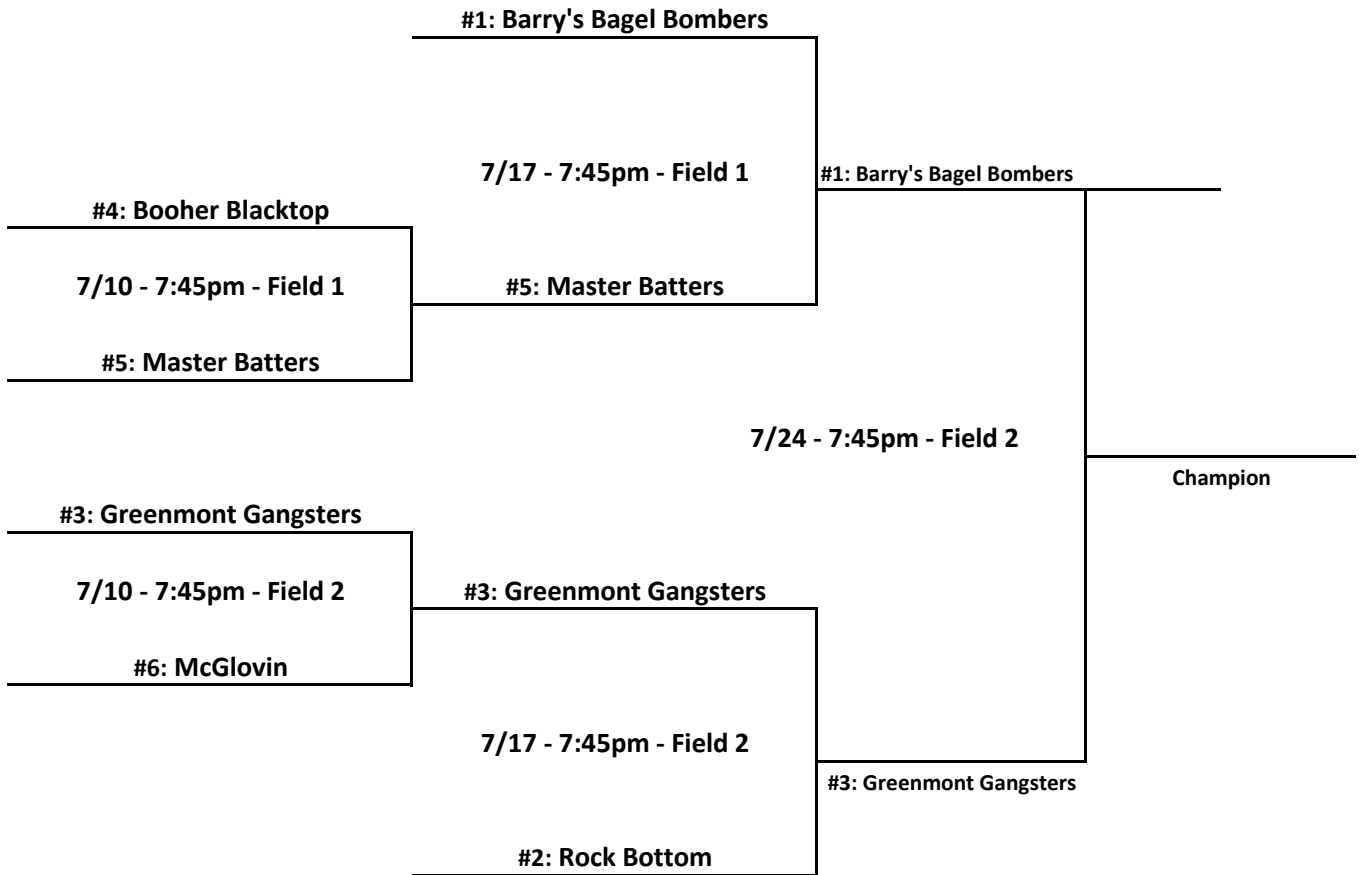 #1: Barry's Bagel Bombers
7/17 - 7:45pm - Field 1
#1: Barry's Bagel Bombers
#4: Booher Blacktop
7/10 - 7:45pm - Field 1
#5: Master Batters
#5: Master Batters
7/24 - 7:45pm - Field 2
Champion
#3: Greenmont Gangsters
7/10 - 7:45pm - Field 2
#3: Greenmont Gangsters
#6: McGlovin
7/17 - 7:45pm - Field 2
#3: Greenmont Gangsters
#2: Rock Bottom